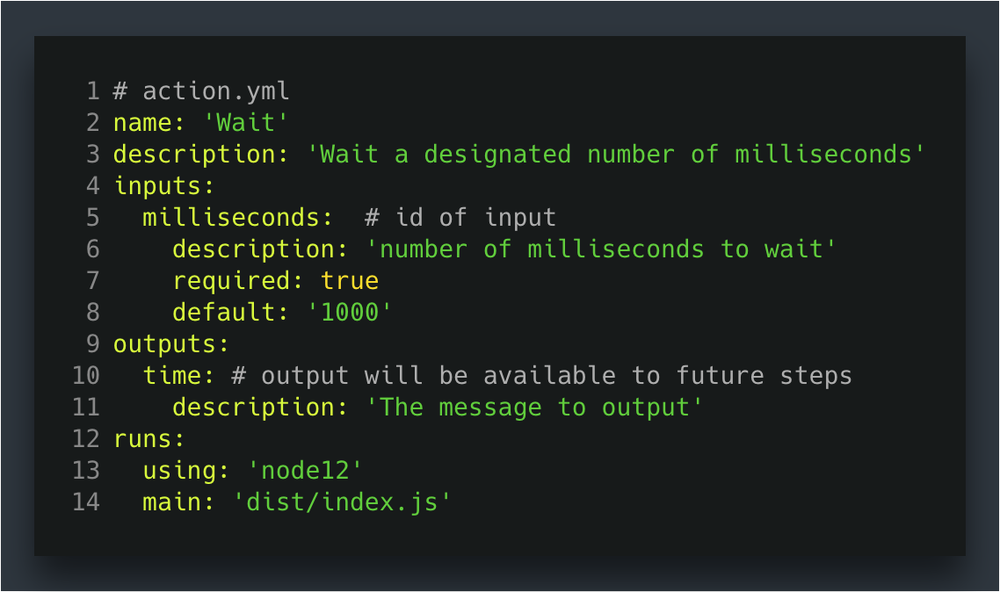 1 # action.yml
2 name: 'Wait'
3 description: 'Wait a designated number of milliseconds'
4 inputs:
5   milliseconds:  # id of input
6     description: 'number of milliseconds to wait'
7     required: true
8     default: '1000'
9 outputs:
10   time: # output will be available to future steps
11     description: 'The message to output'
12 runs:
13   using: 'node12'
14   main: 'dist/index.js'